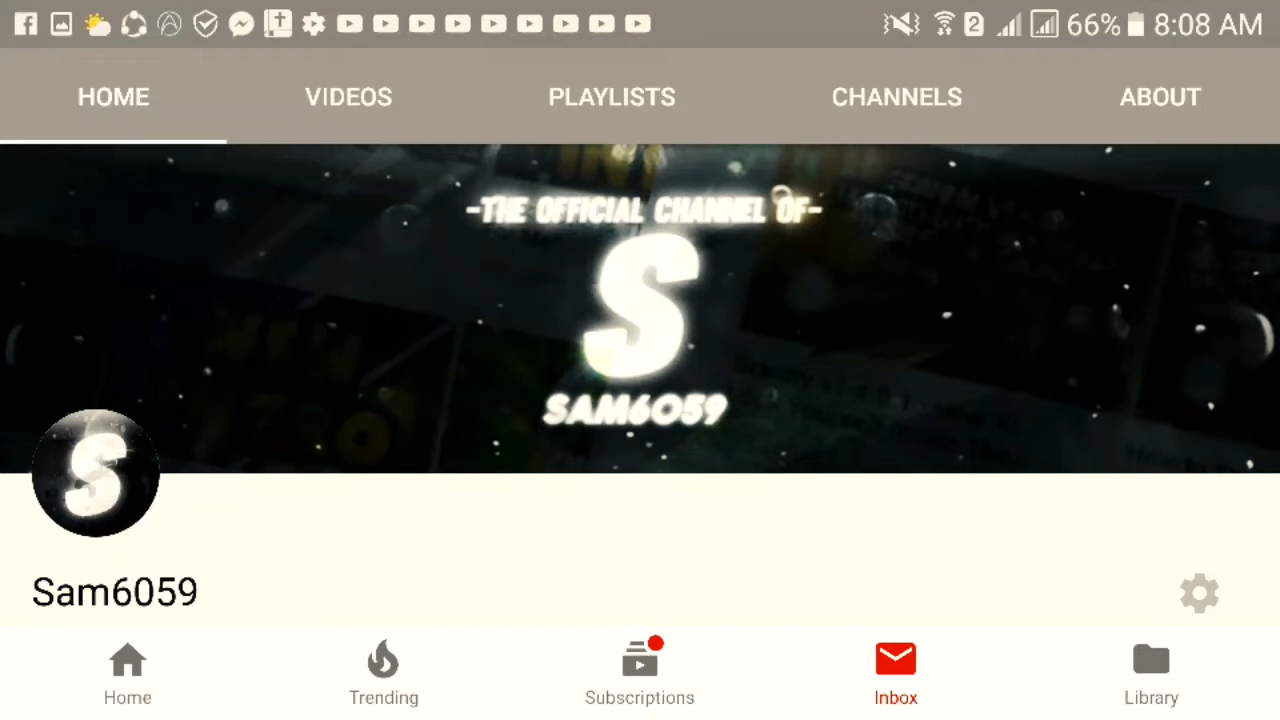 2 66% 8:08 AM
HOME VIDEOS PLAYLISTS CHANNELS ABOUT
-THE OFFICIAL CHANNEL OF-
S
SAM6059
S
Sam6059
Home Trending Subscriptions Inbox Library